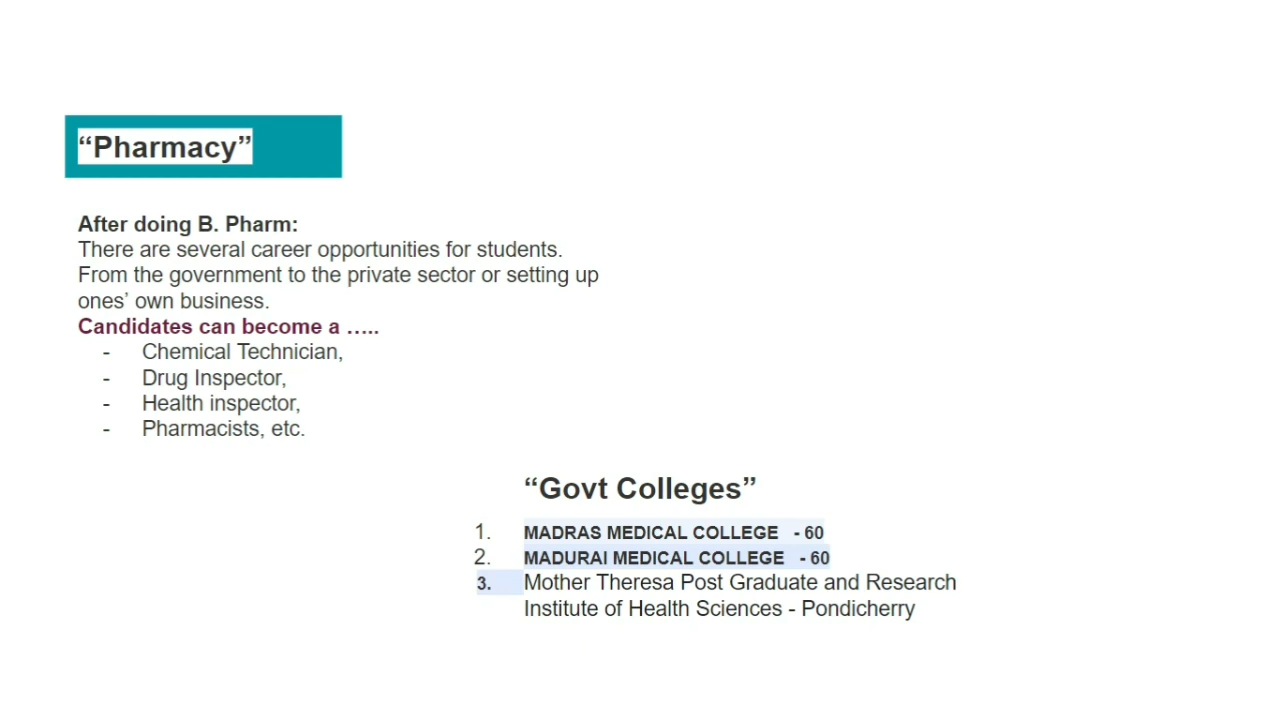 “Pharmacy”
After doing B. Pharm:
There are several career opportunities for students.
From the government to the private sector or setting up
ones’ own business.
Candidates can become a …..
- Chemical Technician,
- Drug Inspector,
- Health inspector,
- Pharmacists, etc.
“Govt Colleges”
1. MADRAS MEDICAL COLLEGE - 60
2. MADURAI MEDICAL COLLEGE - 60
3. Mother Theresa Post Graduate and Research
Institute of Health Sciences - Pondicherry